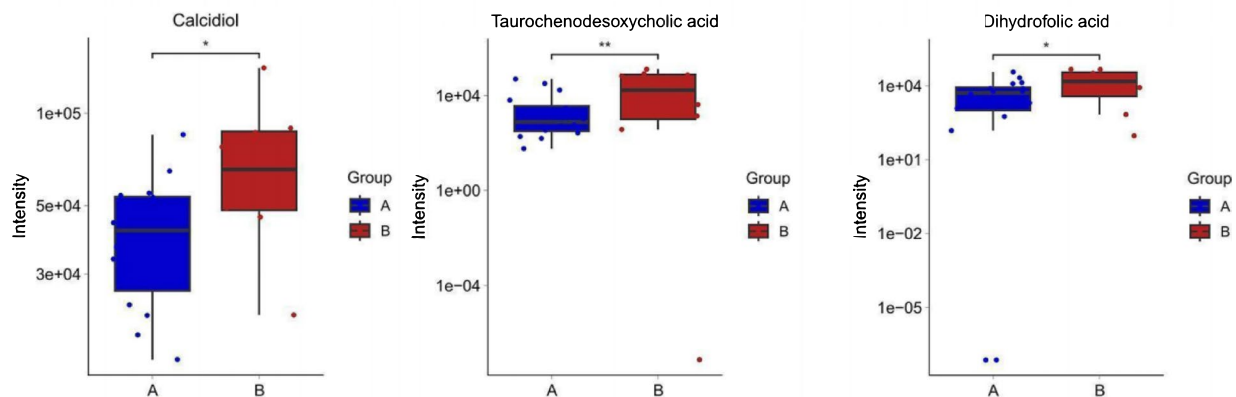 Calcidiol
*
1e+05
5e+04
3e+04
Intensity
A
B
Group
A
B
Taurochenodesoxycholic acid
**
1e+04
1e+00
1e−04
Intensity
A
B
Group
A
B
Dihydrofolic acid
*
1e+04
1e+01
1e−02
1e−05
Intensity
A
B
Group
A
B